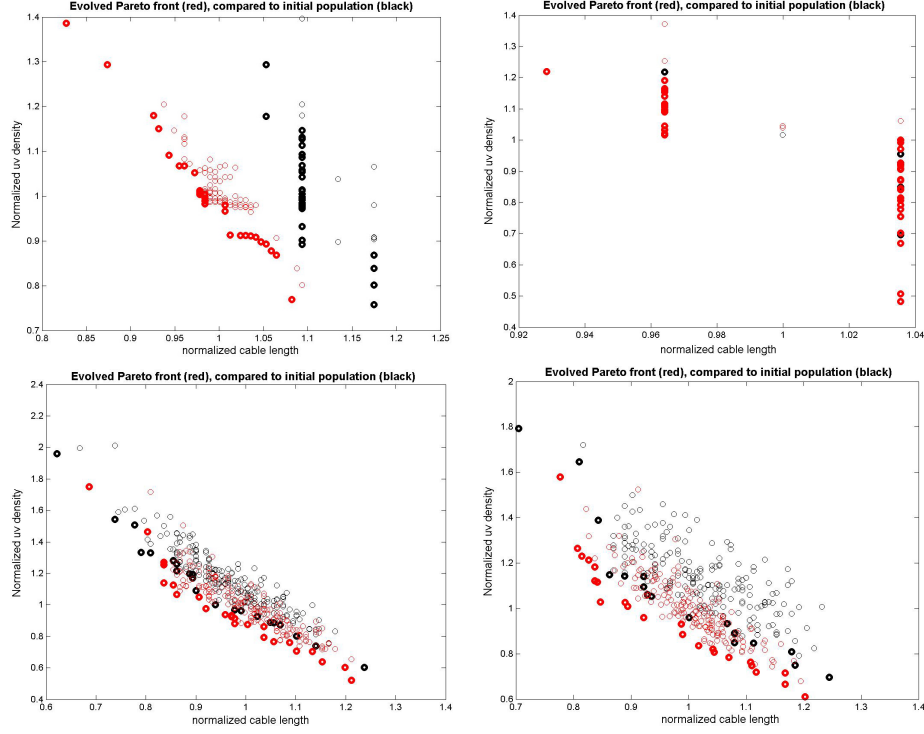 Evolved Pareto front (red), compared to initial population (black)
1.4
1.3
1.2
1.1
1
0.9
0.8
0.7
Normalized uv density
0.8 0.85 0.9 0.95 1 1.05 1.1 1.15 1.2 1.25
normalized cable length
Evolved Pareto front (red), compared to initial population (black)
1.4
1.3
1.2
1.1
1
0.9
0.8
0.7
0.6
0.5
0.4
Normalized uv density
0.92 0.94 0.96 0.98 1 1.02 1.04
normalized cable length
Evolved Pareto front (red), compared to initial population (black)
2.4
2.2
2
1.8
1.6
1.4
1.2
1
0.8
0.6
0.4
Normalized uv density
0.6 0.7 0.8 0.9 1 1.1 1.2 1.3 1.4
normalized cable length
Evolved Pareto front (red), compared to initial population (black)
2
1.8
1.6
1.4
1.2
1
0.8
0.6
Normalized uv density
0.7 0.8 0.9 1 1.1 1.2 1.3 1.4
normalized cable length